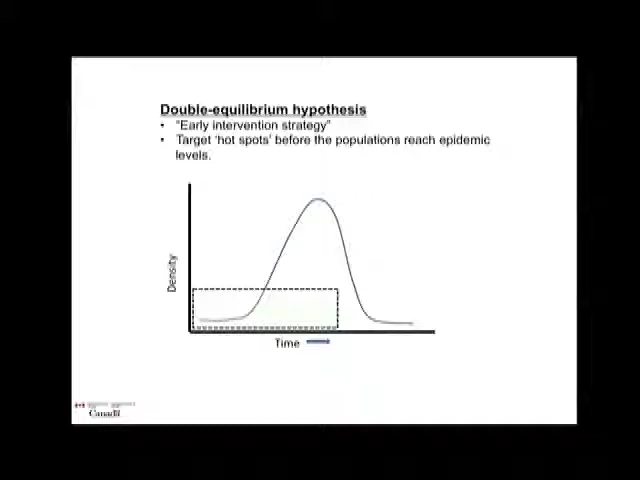 Double-equilibrium hypothesis
• “Early intervention strategy”
• Target ‘hot spots’ before the populations reach epidemic
levels.
Density
Time
Canada